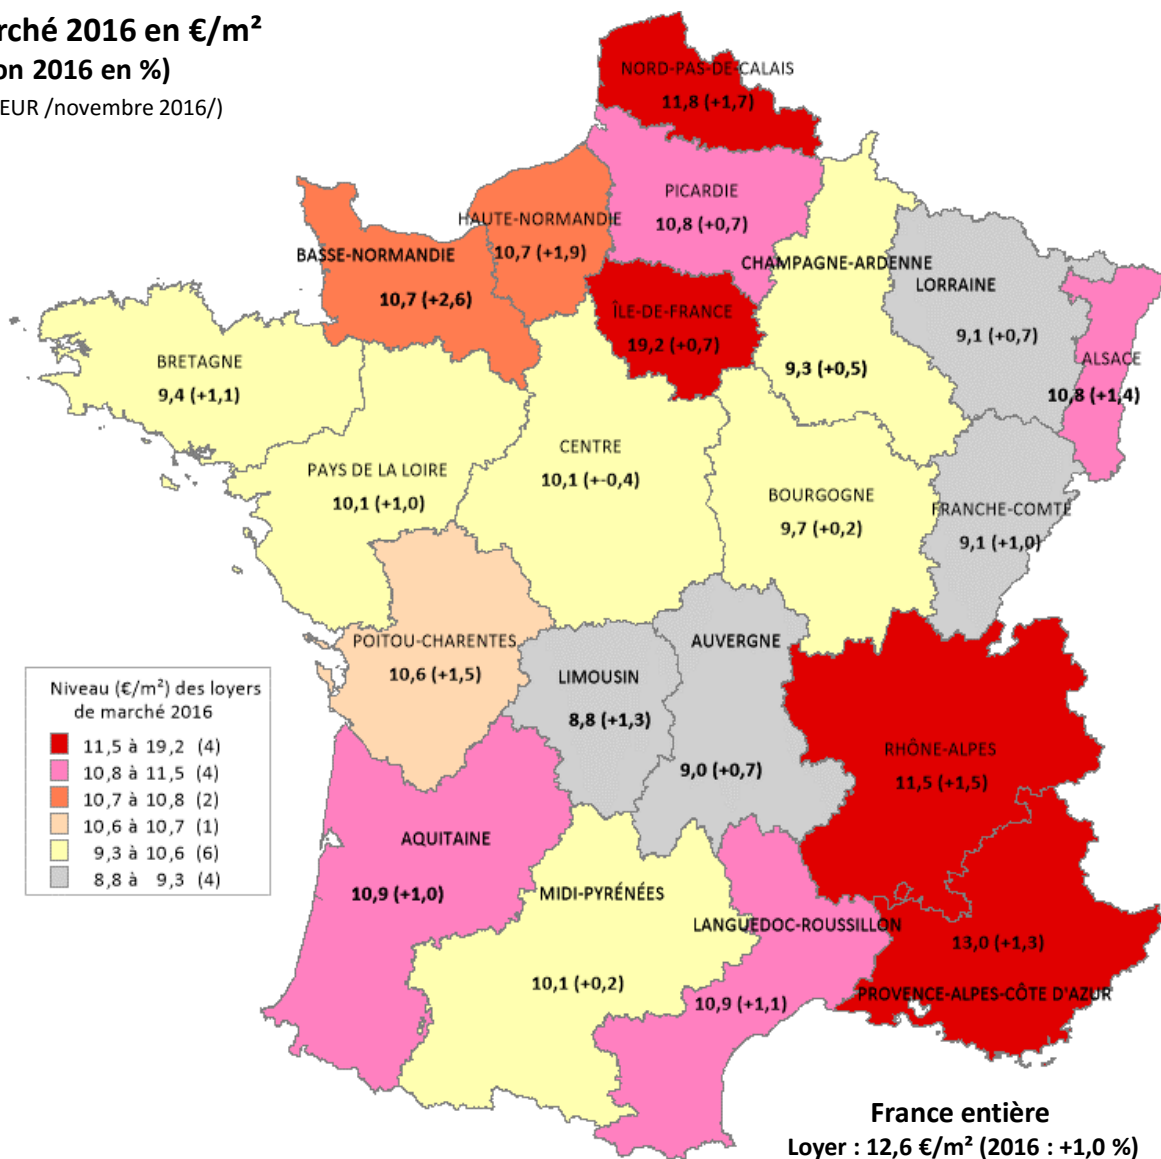 rché 2016 en €/m²
on 2016 en %)
EUR /novembre 2016/)
NORD-PAS-DE-CALAIS
11,8 (+1,7)
PICARDIE
10,8 (+0,7)
HAUTE-NORMANDIE
10,7 (+1,9)
BASSE-NORMANDIE
10,7 (+2,6)
CHAMPAGNE-ARDENNE
9,3 (+0,5)
LORRAINE
9,1 (+0,7)
ALSACE
10,8 (+1,4)
ÎLE-DE-FRANCE
19,2 (+0,7)
BRETAGNE
9,4 (+1,1)
PAYS DE LA LOIRE
10,1 (+1,0)
CENTRE
10,1 (+-0,4)
BOURGOGNE
9,7 (+0,2)
FRANCHE-COMTÉ
9,1 (+1,0)
POITOU-CHARENTES
10,6 (+1,5)
LIMOUSIN
8,8 (+1,3)
AUVERGNE
9,0 (+0,7)
RHÔNE-ALPES
11,5 (+1,5)
AQUITAINE
10,9 (+1,0)
MIDI-PYRÉNÉES
10,1 (+0,2)
LANGUEDOC-ROUSSILLON
10,9 (+1,1)
13,0 (+1,3)
PROVENCE-ALPES-CÔTE D'AZUR
Niveau (€/m²) des loyers
de marché 2016
11,5 à 19,2 (4)
10,8 à 11,5 (4)
10,7 à 10,8 (2)
10,6 à 10,7 (1)
9,3 à 10,6 (6)
8,8 à 9,3 (4)
France entière
Loyer : 12,6 €/m² (2016 : +1,0 %)